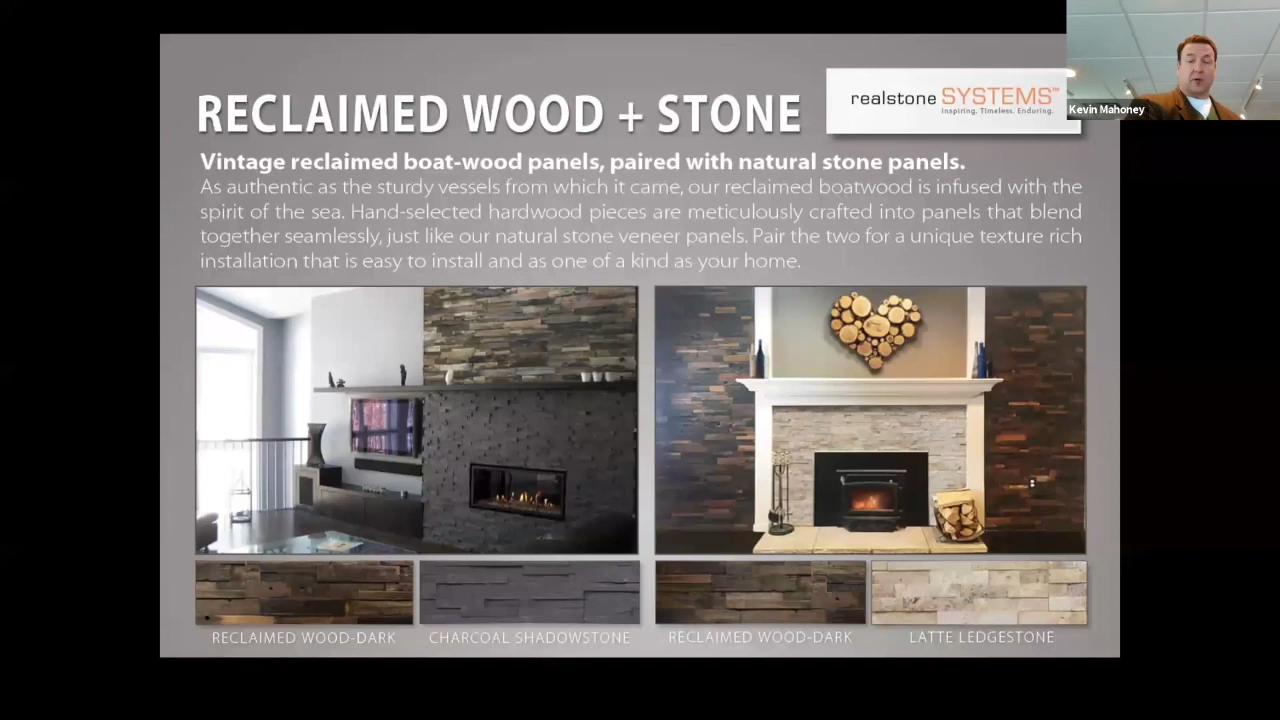 RECLAIMED WOOD + STONE
realstone SYSTEMS™
Inspiring. Timeless. Enduring.
Kevin Mahoney
Vintage reclaimed boat-wood panels, paired with natural stone panels.
As authentic as the sturdy vessels from which it came, our reclaimed boatwood is infused with the
spirit of the sea. Hand-selected hardwood pieces are meticulously crafted into panels that blend
together seamlessly, just like our natural stone veneer panels. Pair the two for a unique texture rich
installation that is easy to install and as one of a kind as your home.
RECLAIMED WOOD-DARK
CHARCOAL SHADOWSTONE
RECLAIMED WOOD-DARK
LATTE LEDGESTONE